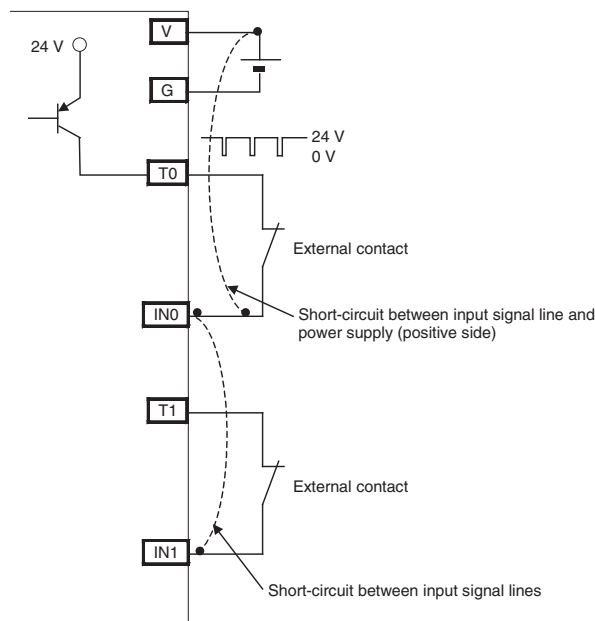 V
24 V
G
24 V
0 V
T0
External contact
IN0
Short-circuit between input signal line and
power supply (positive side)
T1
External contact
IN1
Short-circuit between input signal lines